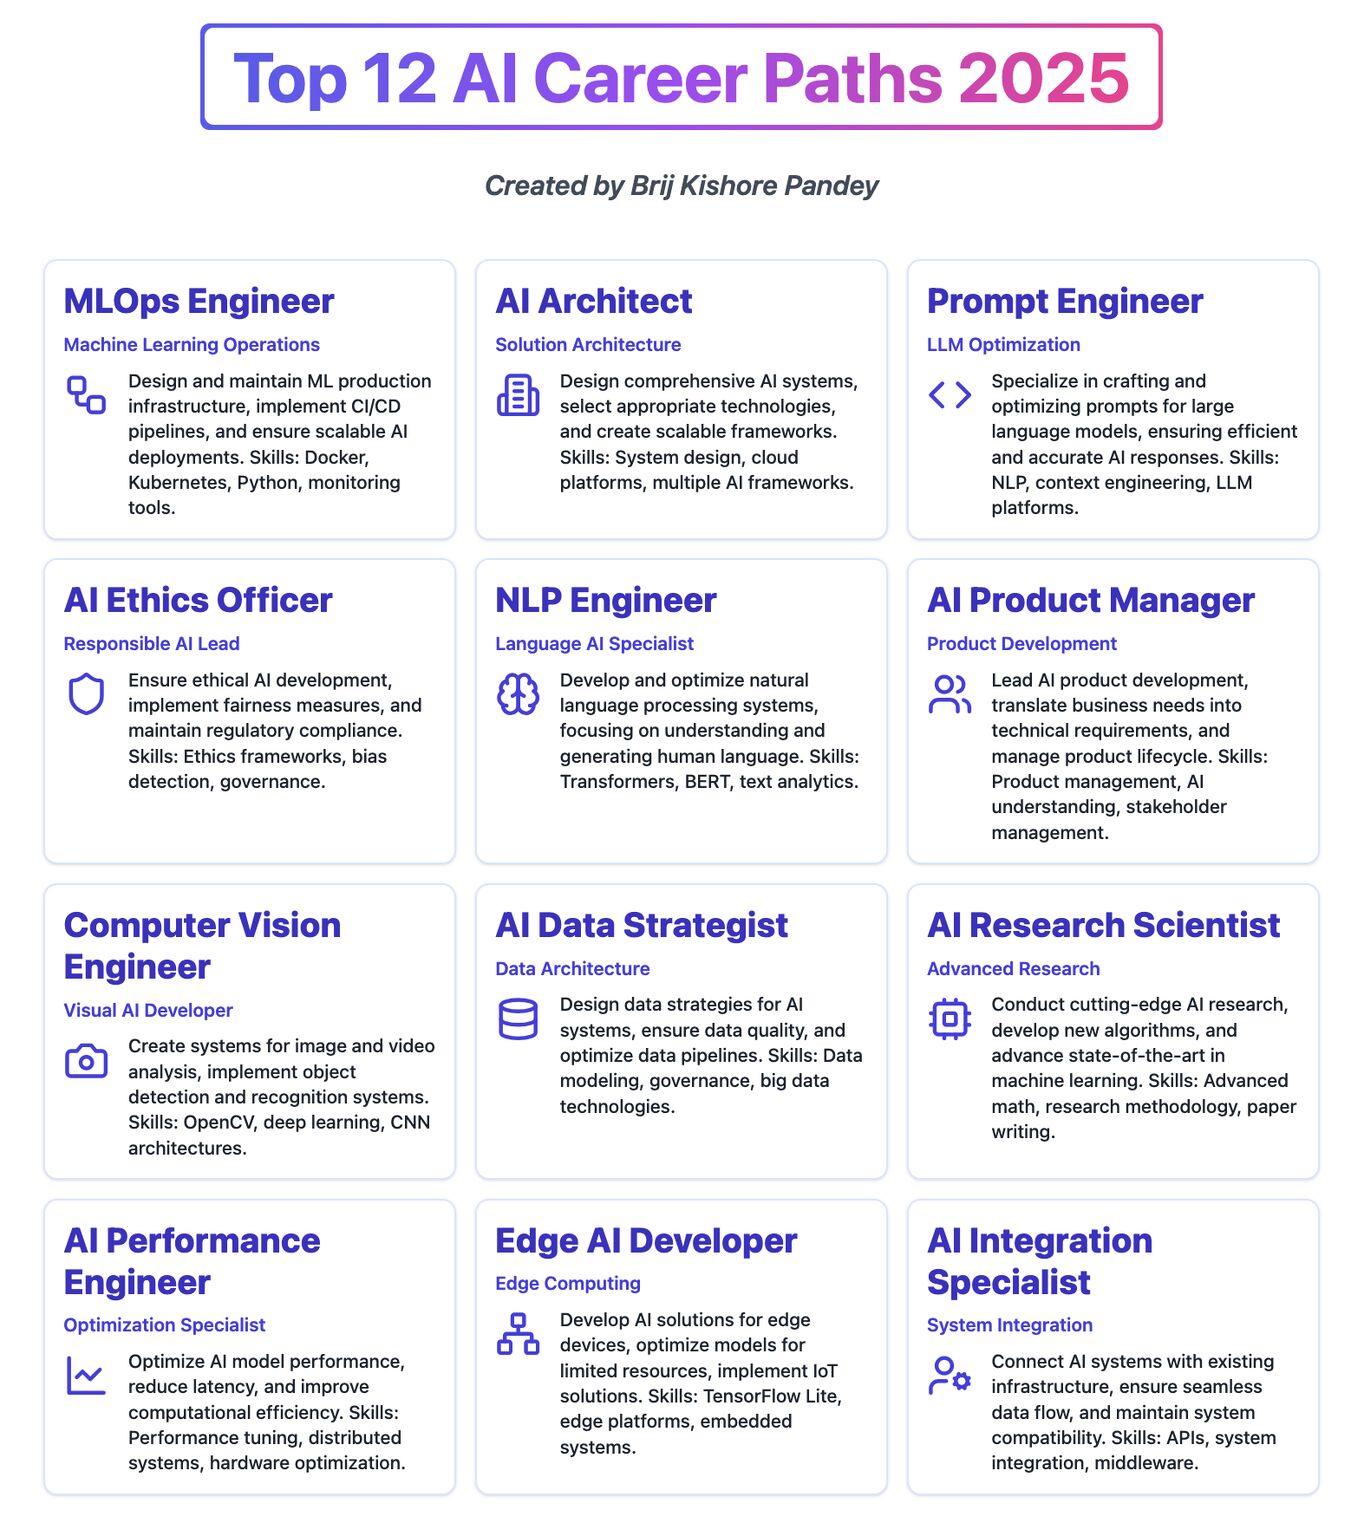 Top 12 AI Career Paths 2025
Created by Brij Kishore Pandey
MLOps Engineer
Machine Learning Operations
Design and maintain ML production
infrastructure, implement CI/CD
pipelines, and ensure scalable AI
deployments. Skills: Docker,
Kubernetes, Python, monitoring
tools.
AI Architect
Solution Architecture
Design comprehensive AI systems,
select appropriate technologies,
and create scalable frameworks.
Skills: System design, cloud
platforms, multiple AI frameworks.
Prompt Engineer
LLM Optimization
Specialize in crafting and
optimizing prompts for large
language models, ensuring efficient
and accurate AI responses. Skills:
NLP, context engineering, LLM
platforms.
AI Ethics Officer
Responsible AI Lead
Ensure ethical AI development,
implement fairness measures, and
maintain regulatory compliance.
Skills: Ethics frameworks, bias
detection, governance.
NLP Engineer
Language AI Specialist
Develop and optimize natural
language processing systems,
focusing on understanding and
generating human language. Skills:
Transformers, BERT, text analytics.
AI Product Manager
Product Development
Lead AI product development,
translate business needs into
technical requirements, and
manage product lifecycle. Skills:
Product management, AI
understanding, stakeholder
management.
Computer Vision
Engineer
Visual AI Developer
Create systems for image and video
analysis, implement object
detection and recognition systems.
Skills: OpenCV, deep learning, CNN
architectures.
AI Data Strategist
Data Architecture
Design data strategies for AI
systems, ensure data quality, and
optimize data pipelines. Skills: Data
modeling, governance, big data
technologies.
AI Research Scientist
Advanced Research
Conduct cutting-edge AI research,
develop new algorithms, and
advance state-of-the-art in
machine learning. Skills: Advanced
math, research methodology, paper
writing.
AI Performance
Engineer
Optimization Specialist
Optimize AI model performance,
reduce latency, and improve
computational efficiency. Skills:
Performance tuning, distributed
systems, hardware optimization.
Edge AI Developer
Edge Computing
Develop AI solutions for edge
devices, optimize models for
limited resources, implement IoT
solutions. Skills: TensorFlow Lite,
edge platforms, embedded
systems.
AI Integration
Specialist
System Integration
Connect AI systems with existing
infrastructure, ensure seamless
data flow, and maintain system
compatibility. Skills: APIs, system
integration, middleware.